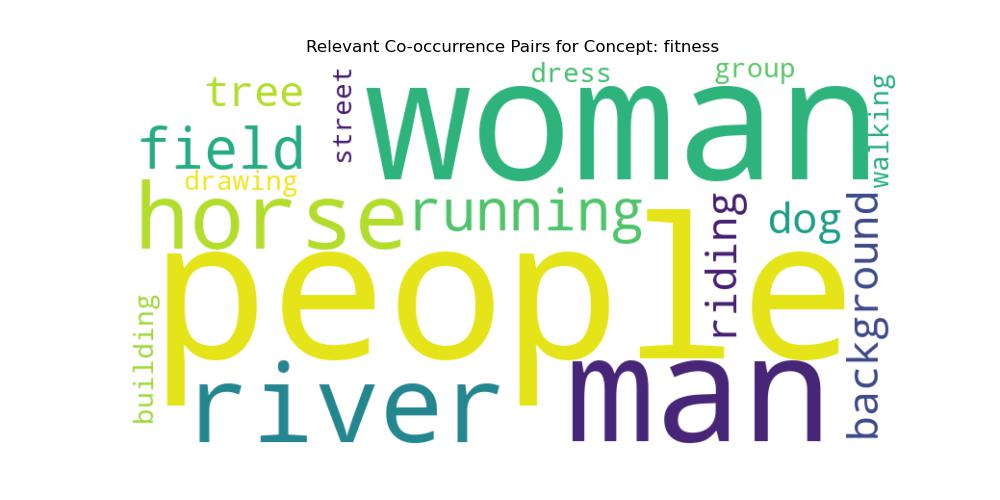 Relevant Co-occurrence Pairs for Concept: fitness
tree
street
dress
group
woman
walking
field
drawing
horse
running
riding
dog
background
people
building
river
man